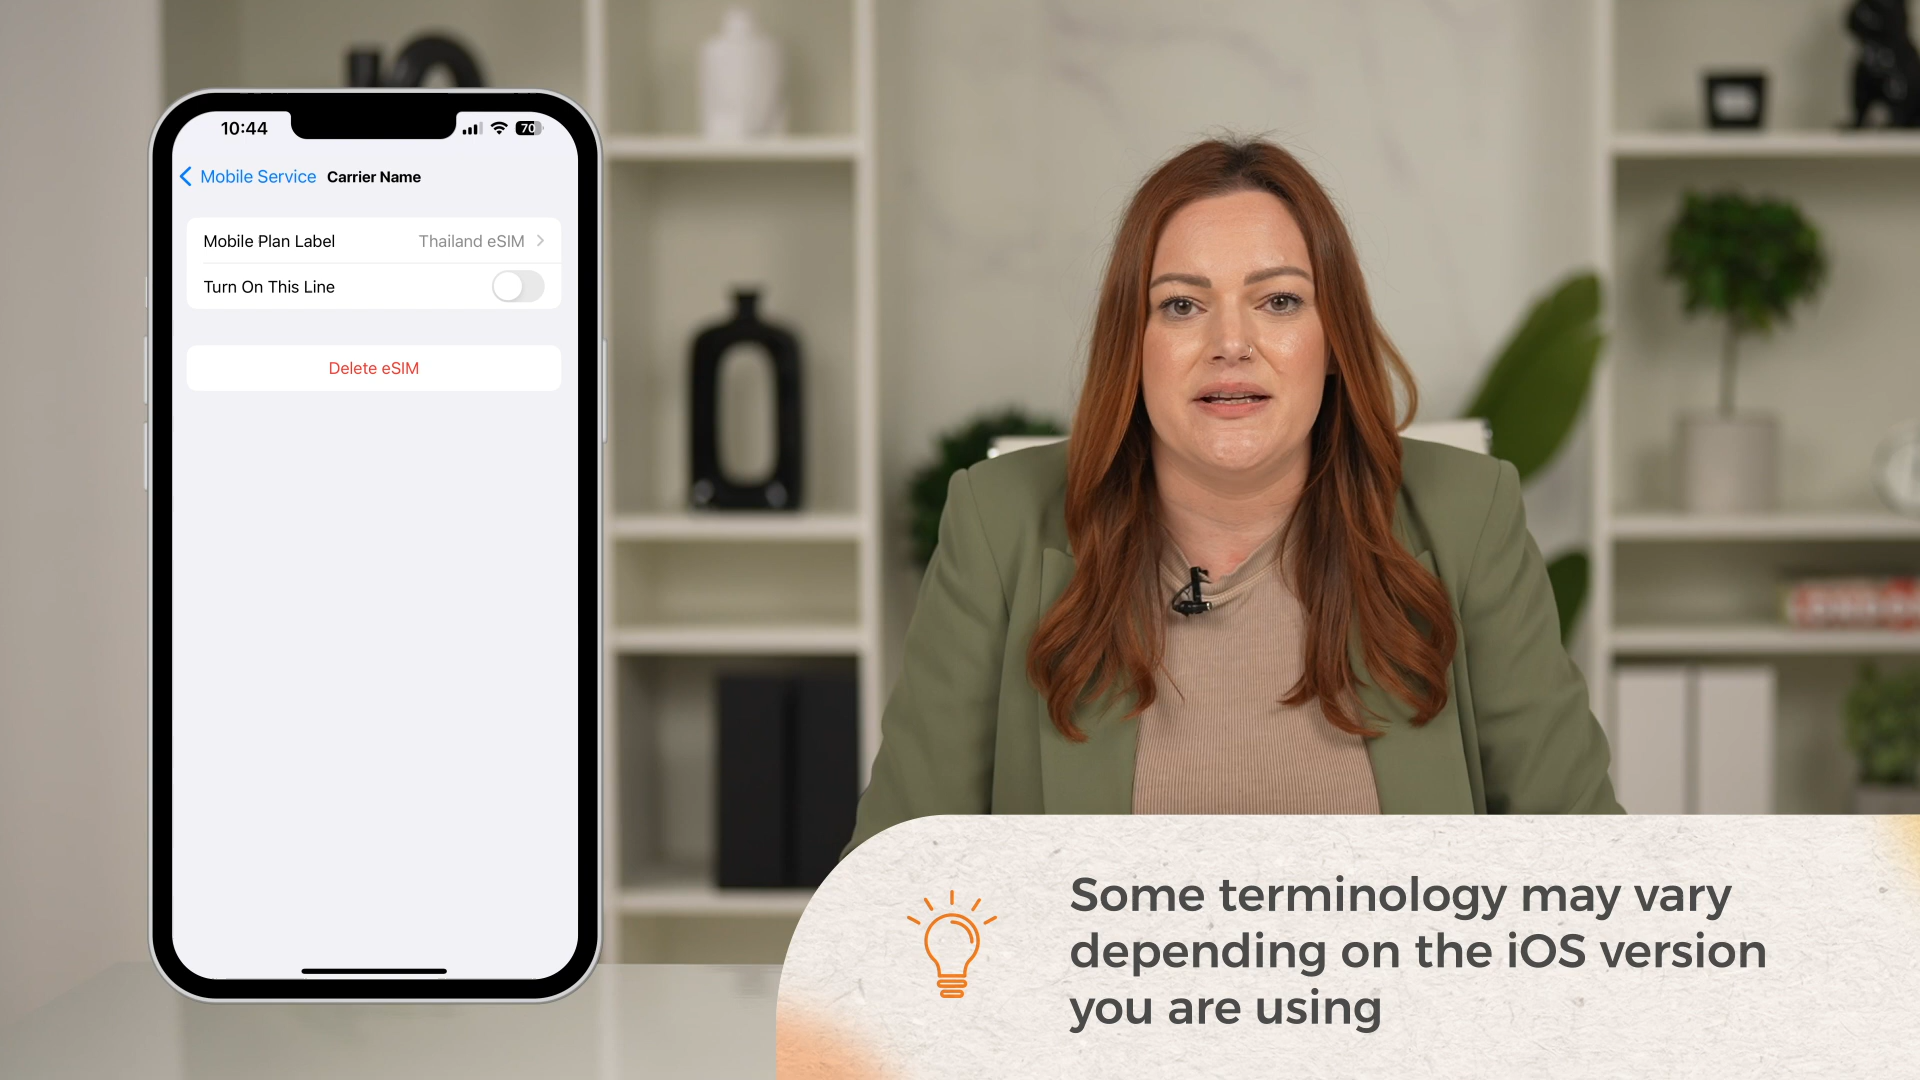 10:44
70
Mobile Service Carrier Name
Mobile Plan Label Thailand eSIM
Turn On This Line
Delete eSIM
Some terminology may vary
depending on the iOS version
you are using